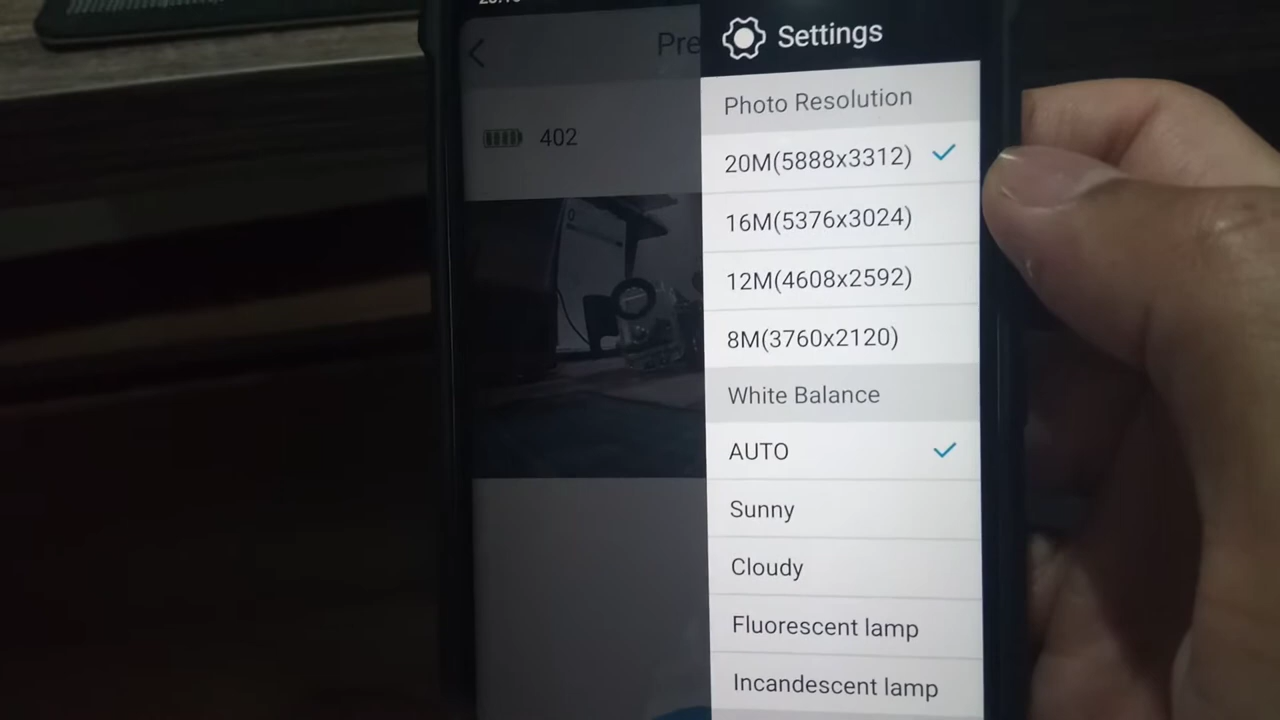 Pre
402
Settings
Photo Resolution
20M(5888x3312)
16M(5376x3024)
12M(4608x2592)
8M(3760x2120)
White Balance
AUTO
Sunny
Cloudy
Fluorescent lamp
Incandescent lamp